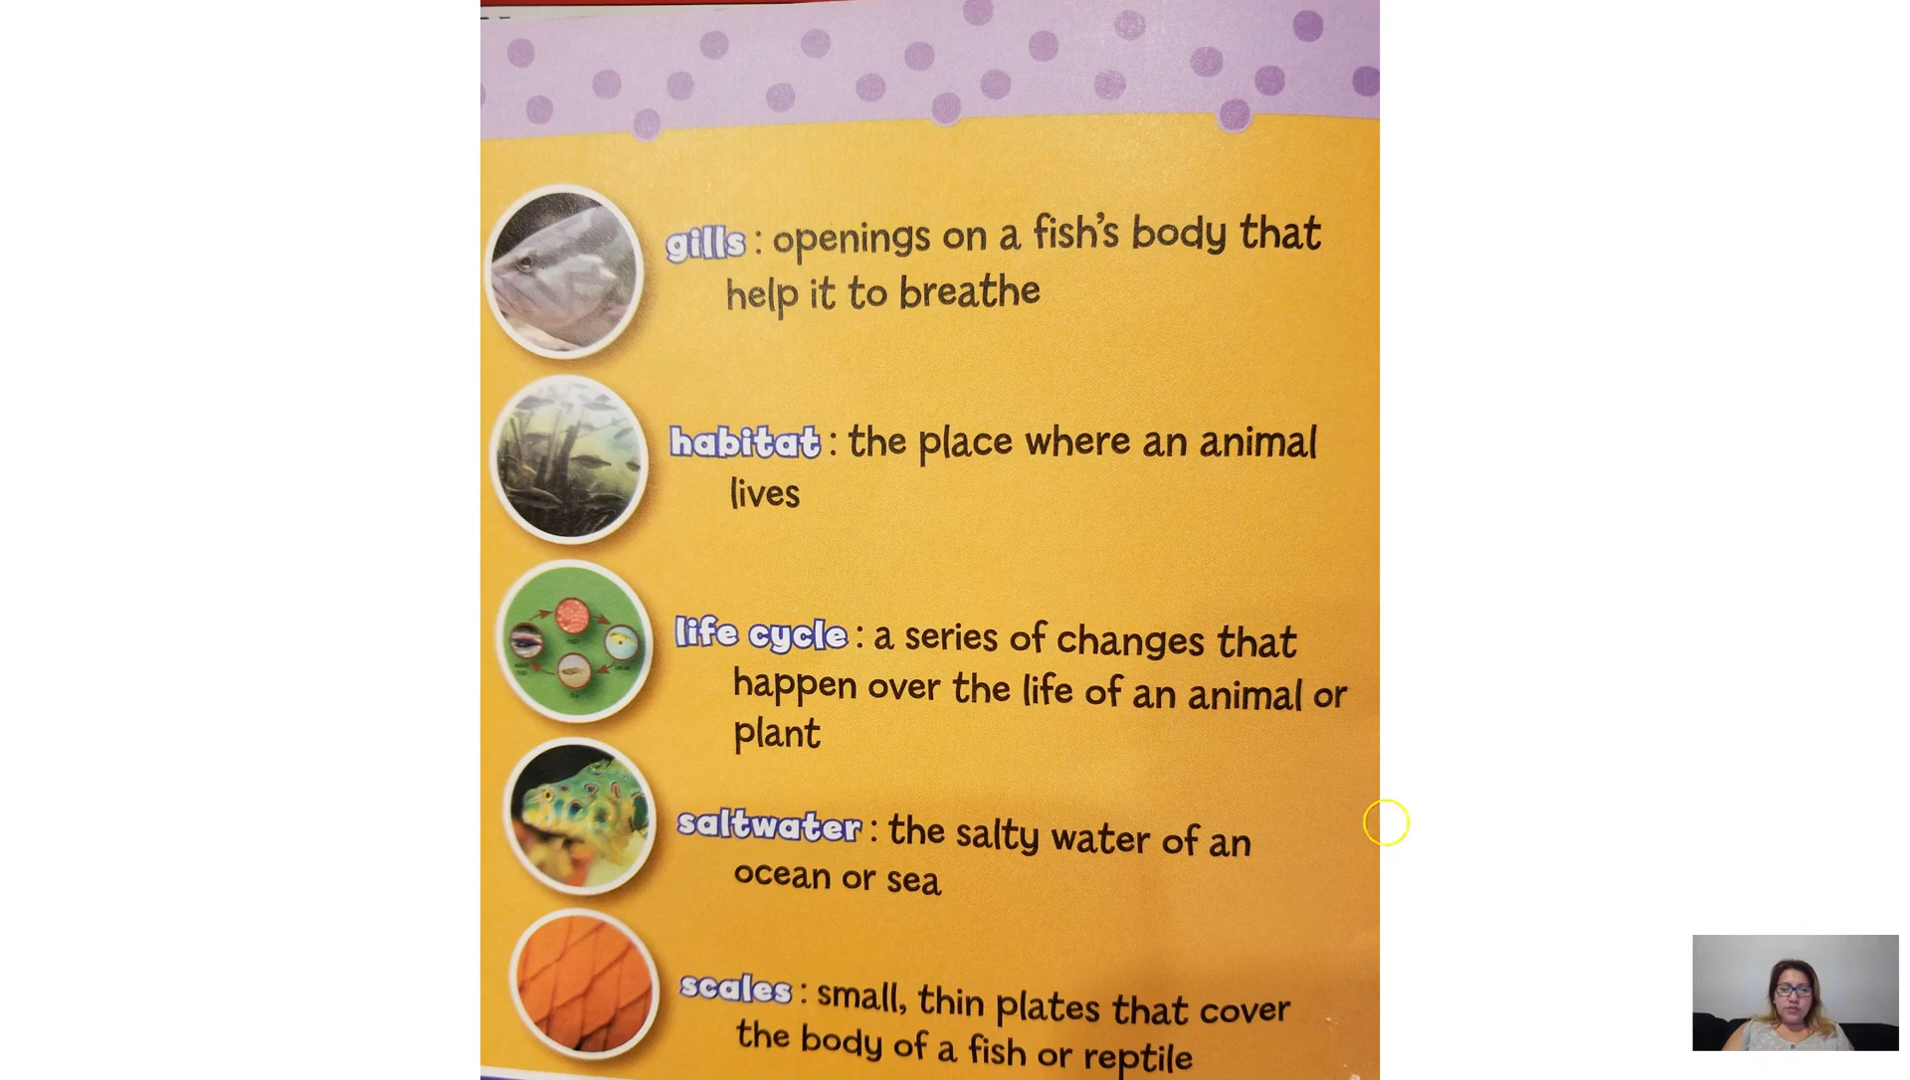 gills : openings on a fish's body that
help it to breathe
habitat : the place where an animal
lives
life cycle : a series of changes that
happen over the life of an animal or
plant
saltwater : the salty water of an
ocean or sea
scales : small, thin plates that cover
the body of a fish or reptile